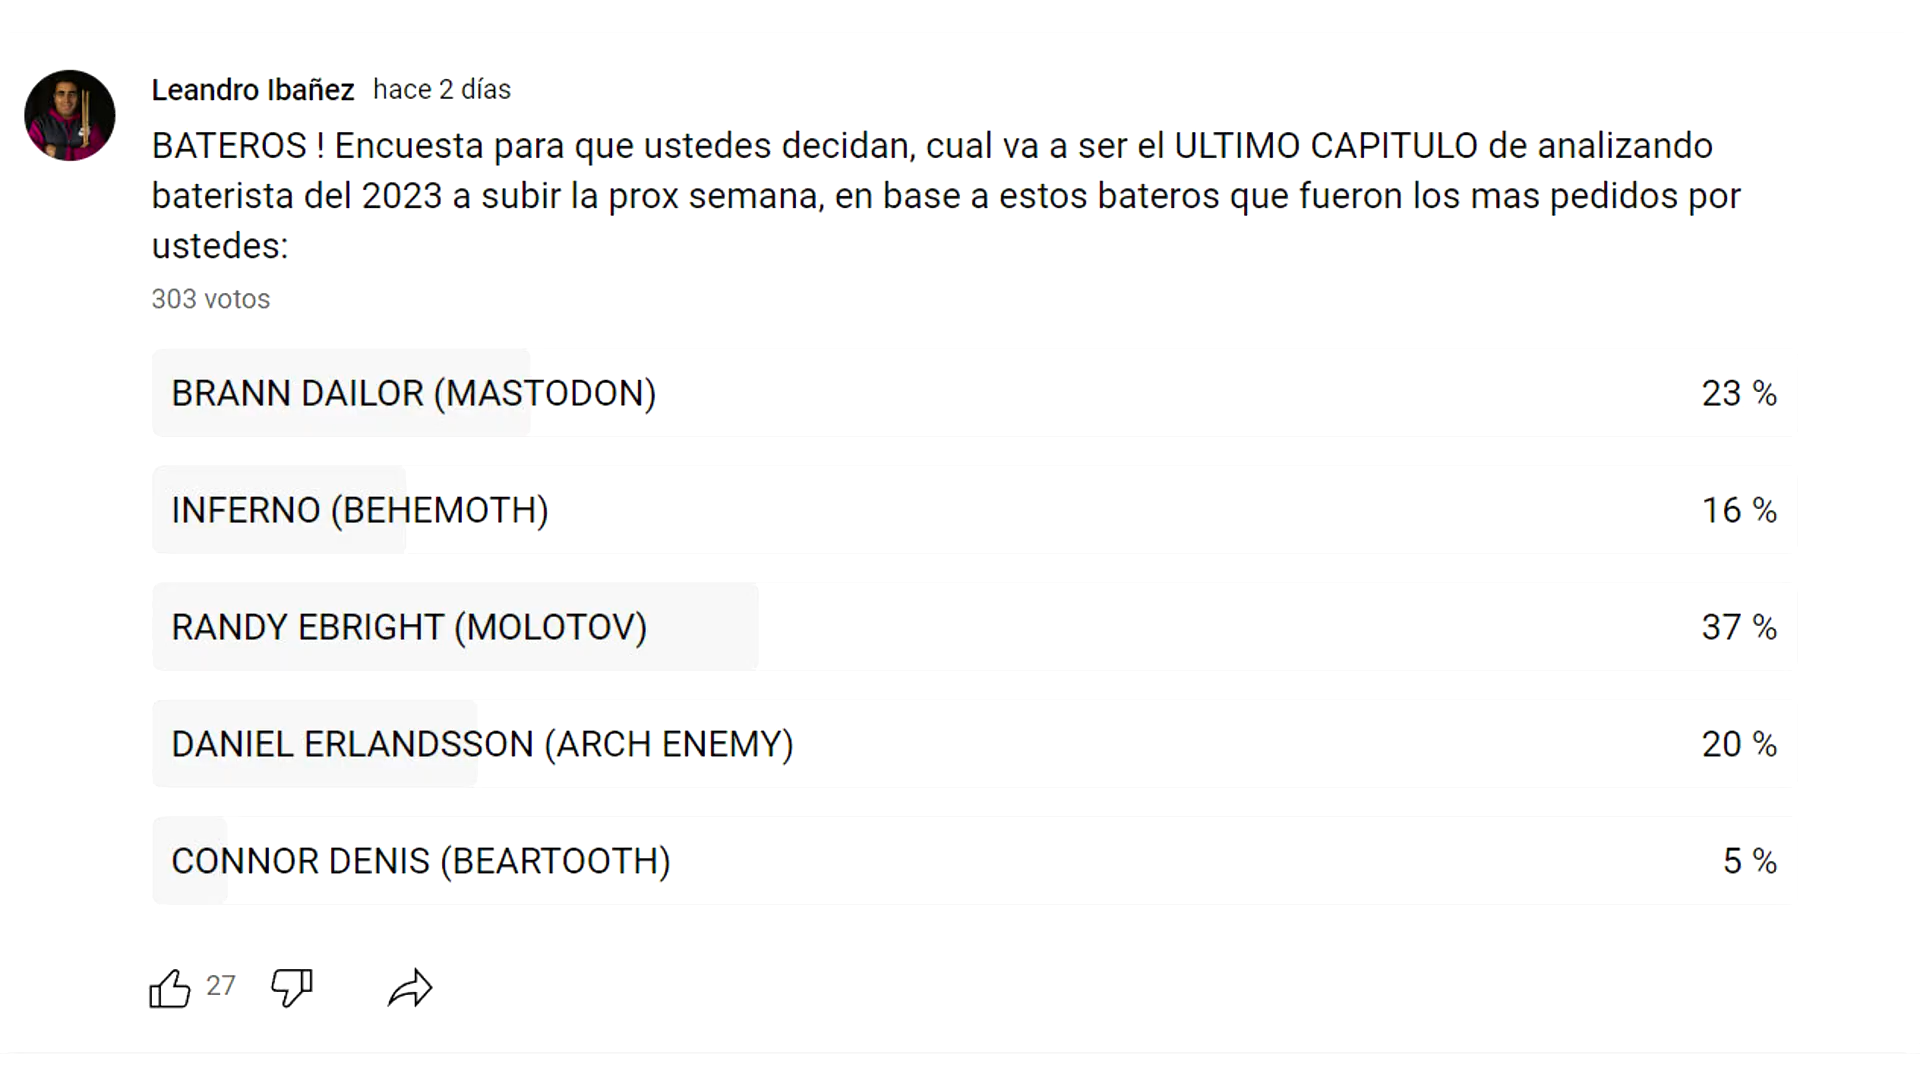 Leandro Ibañez hace 2 días
BATEROS ! Encuesta para que ustedes decidan, cual va a ser el ULTIMO CAPITULO de analizando
baterista del 2023 a subir la prox semana, en base a estos bateros que fueron los mas pedidos por
ustedes:
303 votos
BRANN DAILOR (MASTODON) 23 %
INFERNO (BEHEMOTH) 16 %
RANDY EBRIGHT (MOLOTOV) 37 %
DANIEL ERLANDSSON (ARCH ENEMY) 20 %
CONNOR DENIS (BEARTOOTH) 5 %
27